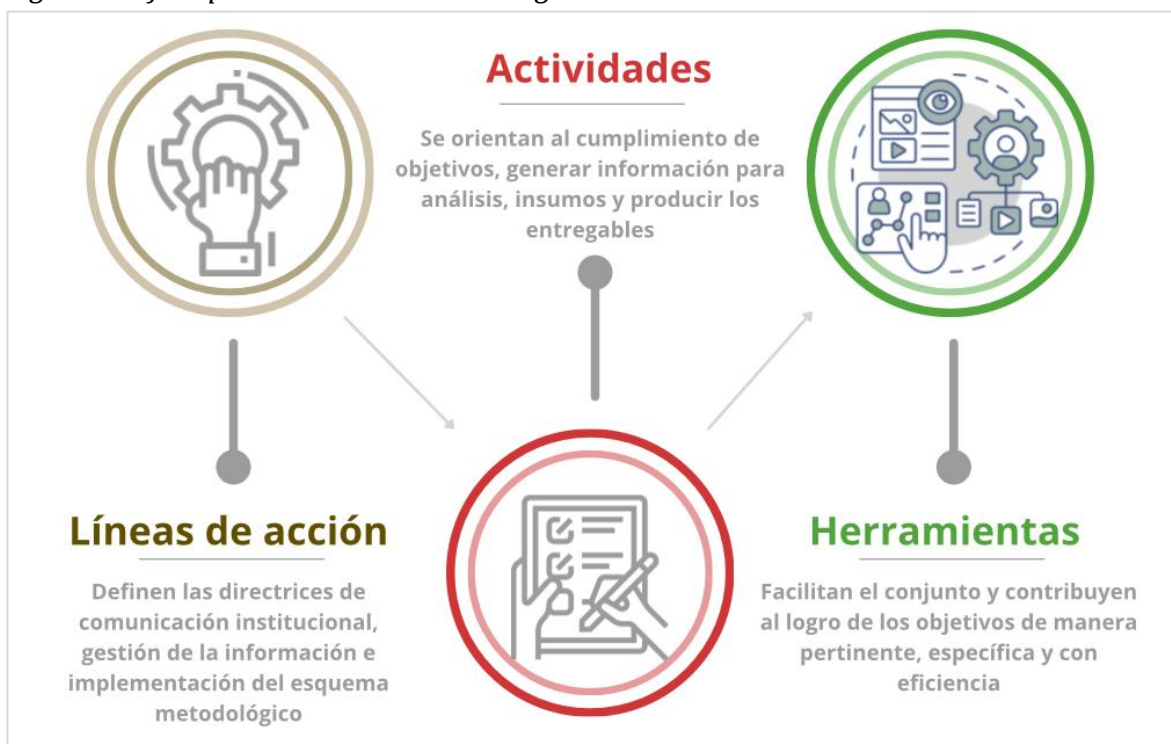 Actividades
Se orientan al cumplimiento de
objetivos, generar información para
análisis, insumos y producir los
entregables
Líneas de acción
Definen las directrices de
comunicación institucional,
gestión de la información e
implementación del esquema
metodológico
Herramientas
Facilitan el conjunto y contribuyen
al logro de los objetivos de manera
pertinente, específica y con
eficiencia